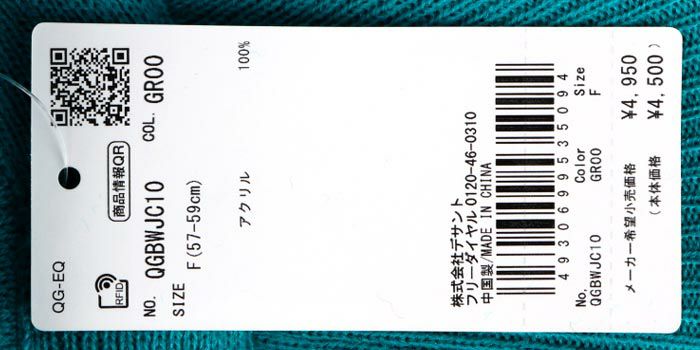 QG-EQ
RFID
商品情報QR
NO. QGBWJC10 COL. GR00
SIZE F(57-59cm)
アクリル 100%
株式会社デサント
フリーダイヤル 0120-46-0310
中国製/MADE IN CHINA
4930699535094
No. Color Size
QGBWJC10 GR00 F
メーカー希望小売価格 ¥4,950
(本体価格 ¥4,500)